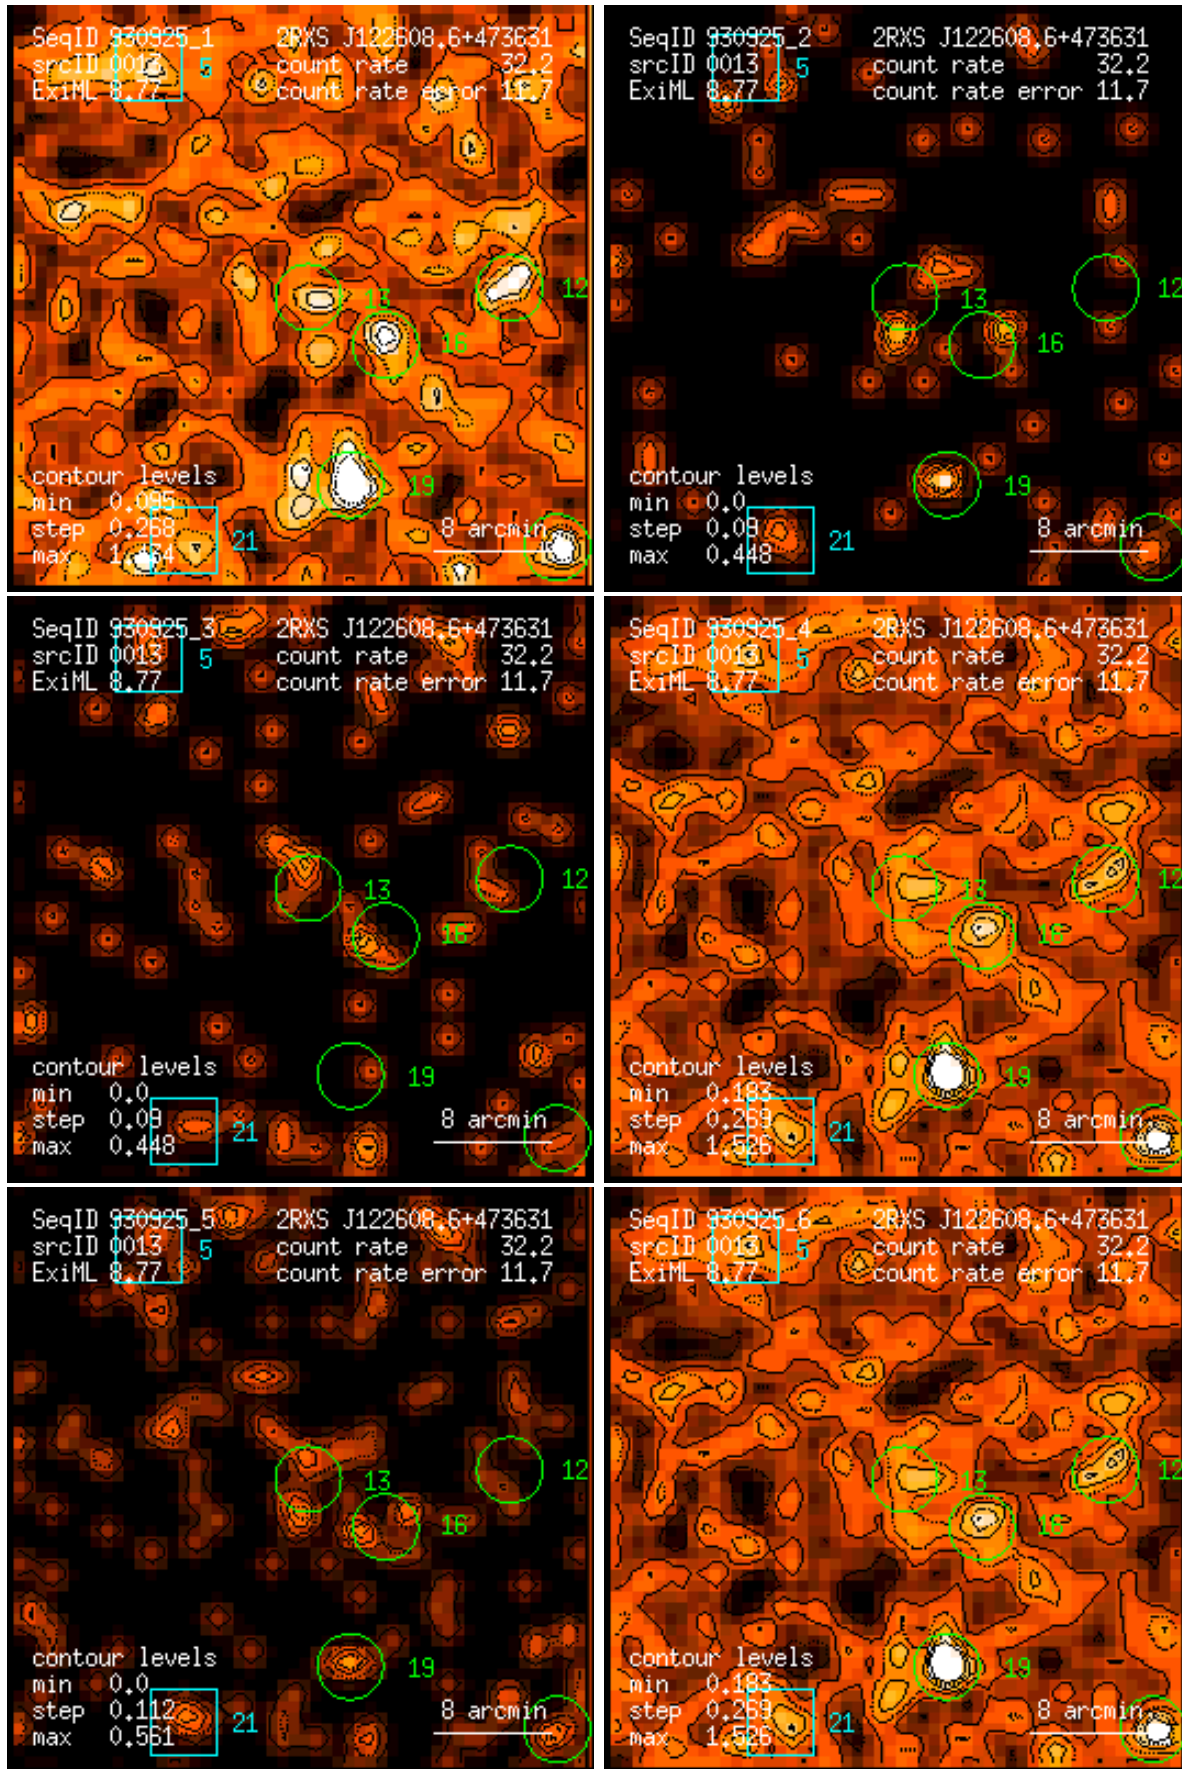 SeqID 930925_1 2RXS J122608.6+473631
srcID 0013 5 count rate 32.2
ExiML 8.77 count rate error 11.7
12
13
16
contour levels
19
min 0.095
step 0.268 8 arcmin
21
max
SeqID 930925_2 2RXS J122608.6+473631
srcID 0013 5 count rate 32.2
ExiML 8.77 count rate error 11.7
12
13
16
contour levels
19
min 0.0
step 0.09 8 arcmin
21
max 0.448
SeqID 930925_3 2RXS J122608.6+473631
srcID 0013 5 count rate 32.2
ExiML 8.77 count rate error 11.7
12
13
16
contour levels
19
min 0.0
step 0.09 8 arcmin
21
max 0.448
SeqID 930925_4 2RXS J122608.6+473631
srcID 0013 5 count rate 32.2
ExiML 8.77 count rate error 11.7
12
13
16
contour levels
19
min 0.183
step 0.269 8 arcmin
21
max 1.526
SeqID 930925_5 2RXS J122608.6+473631
srcID 0013 5 count rate 32.2
ExiML 8.77 count rate error 11.7
12
13
16
contour levels
19
min 0.0
step 0.112 8 arcmin
21
max 0.561
SeqID 930925_6 2RXS J122608.6+473631
srcID 0013 5 count rate 32.2
ExiML 8.77 count rate error 11.7
12
13
16
contour levels
19
min 0.183
step 0.269 8 arcmin
21
max 1.526